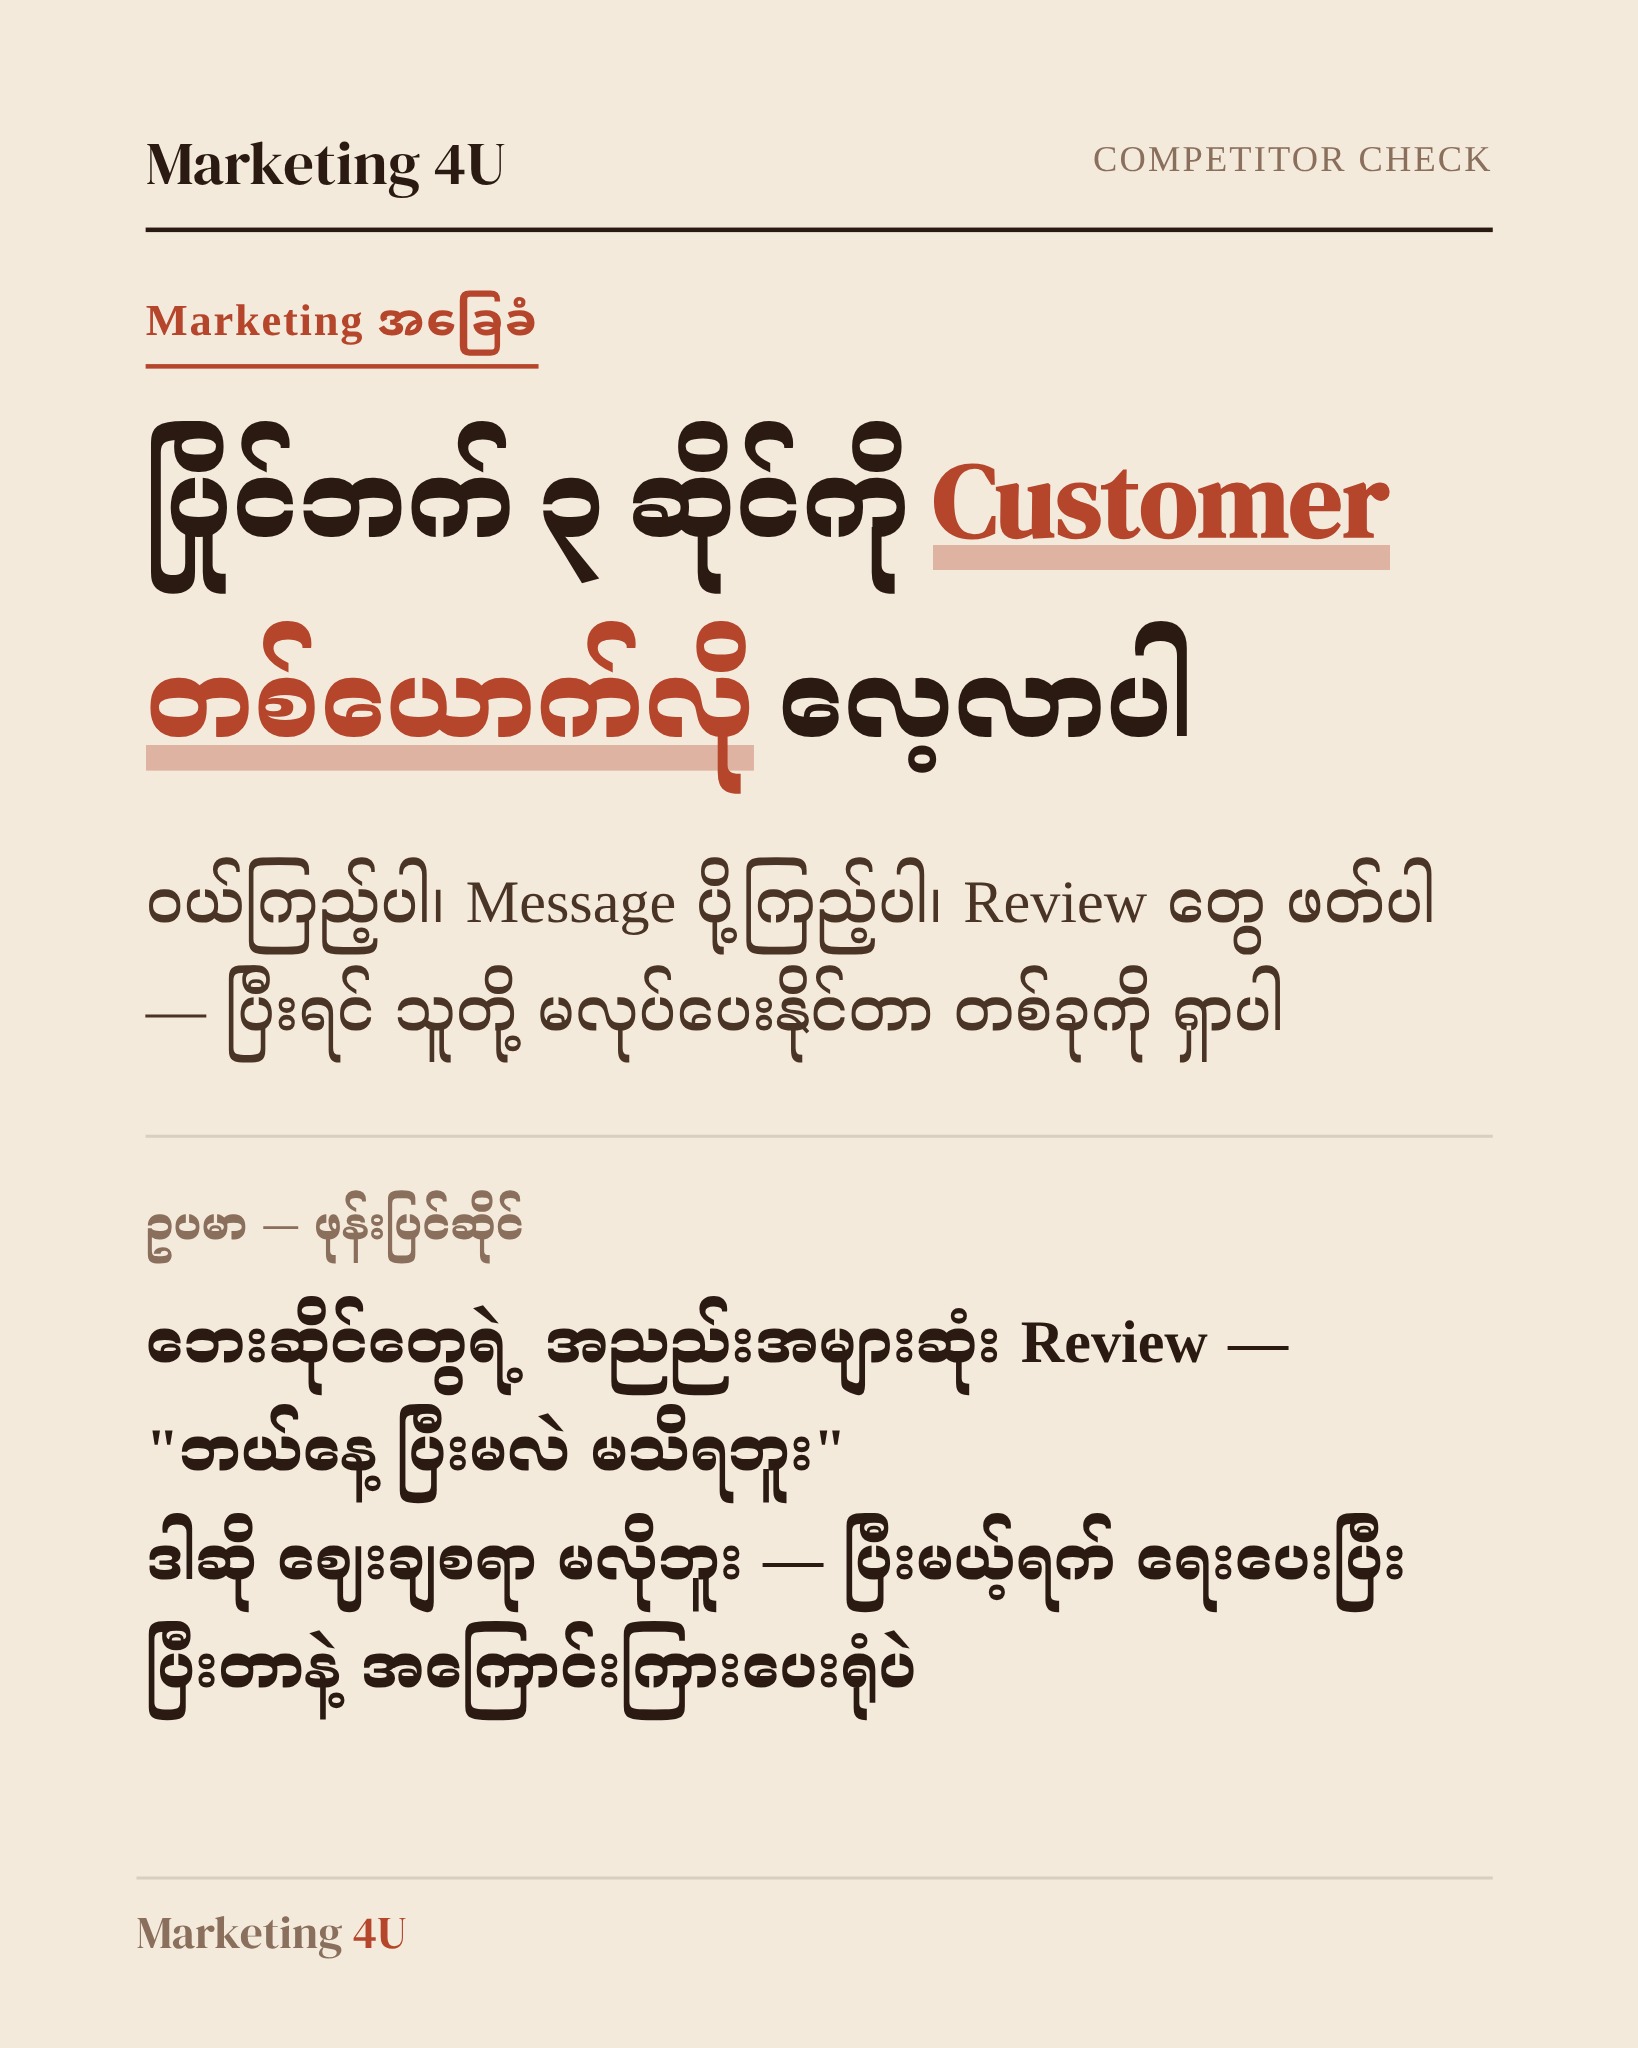 Marketing 4U
COMPETITOR CHECK
Marketing အခြေခံ
ပြိုင်ဘက် ၃ ဆိုင်ကို Customer
တစ်ယောက်လို လေ့လာပါ
ဝယ်ကြည့်ပါ၊ Message ပို့ကြည့်ပါ၊ Review တွေ ဖတ်ပါ
— ပြီးရင် သူတို့ မလုပ်ပေးနိုင်တာ တစ်ခုကို ရှာပါ
ဥပမာ — ဖုန်းပြင်ဆိုင်
ဘေးဆိုင်တွေရဲ့ အညည်းအများဆုံး Review —
"ဘယ်နေ့ ပြီးမလဲ မသိရဘူး"
ဒါဆို ဈေးချစရာ မလိုဘူး — ပြီးမယ့်ရက် ရေးပေးပြီး
ပြီးတာနဲ့ အကြောင်းကြားပေးရုံပဲ
Marketing 4U